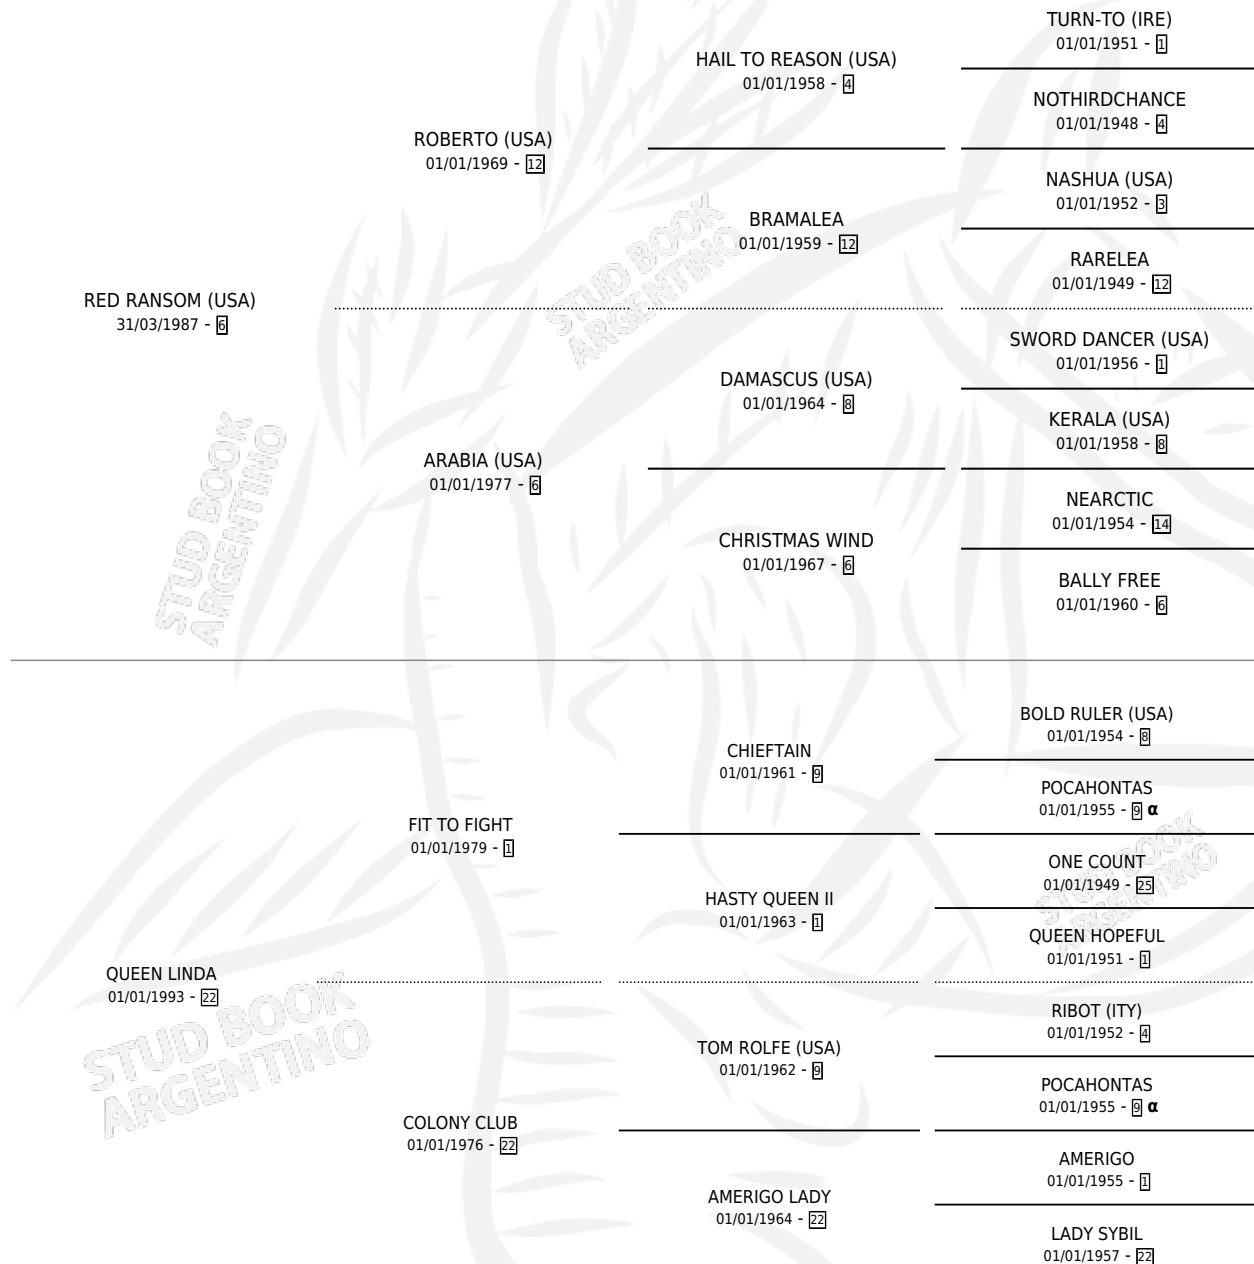 TURN-TO (IRE)
01/01/1951 - 1
HAIL TO REASON (USA)
01/01/1958 - 4
NOTHIRDCHANCE
01/01/1948 - 4
ROBERTO (USA)
01/01/1969 - 12
NASHUA (USA)
01/01/1952 - 3
BRAMALEA
01/01/1959 - 12
RARELEA
01/01/1949 - 12
STUD BOOK
ARGENTINO
RED RANSOM (USA)
31/03/1987 - 6
SWORD DANCER (USA)
01/01/1956 - 1
DAMASCUS (USA)
01/01/1964 - 8
KERALA (USA)
01/01/1958 - 8
ARABIA (USA)
01/01/1977 - 6
NEARCTIC
01/01/1954 - 14
CHRISTMAS WIND
01/01/1967 - 6
BALLY FREE
01/01/1960 - 6
STUD BOOK
ARGENTINO
BOLD RULER (USA)
01/01/1954 - 8
CHIEFTAIN
01/01/1961 - 9
POCAHONTAS
01/01/1955 - 9 α
FIT TO FIGHT
01/01/1979 - 1
ONE COUNT
01/01/1949 - 25
HASTY QUEEN II
01/01/1963 - 1
QUEEN HOPEFUL
01/01/1951 - 1
STUD BOOK
ARGENTINO
QUEEN LINDA
01/01/1993 - 22
RIBOT (ITY)
01/01/1952 - 4
TOM ROLFE (USA)
01/01/1962 - 9
POCAHONTAS
01/01/1955 - 9 α
COLONY CLUB
01/01/1976 - 22
AMERIGO
01/01/1955 - 1
AMERIGO LADY
01/01/1964 - 22
LADY SYBIL
01/01/1957 - 22
STUD BOOK
ARGENTINO